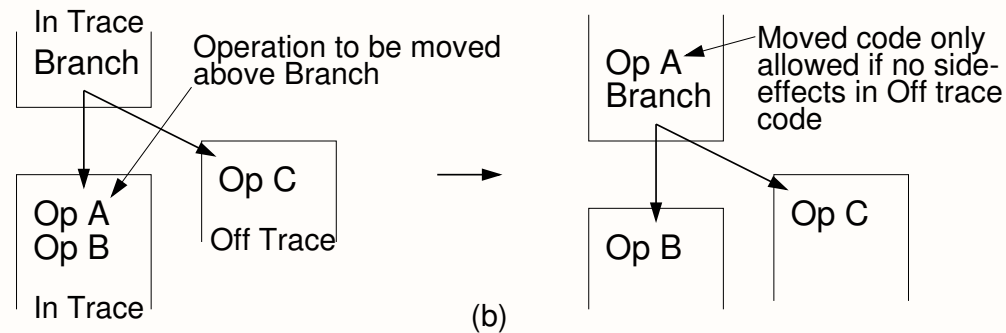 In Trace
Branch
Operation to be moved
above Branch
Op A
Op B
In Trace
Op C
Off Trace
Op A
Branch
Moved code only
allowed if no side-
effects in Off trace
code
Op B
Op C
(b)